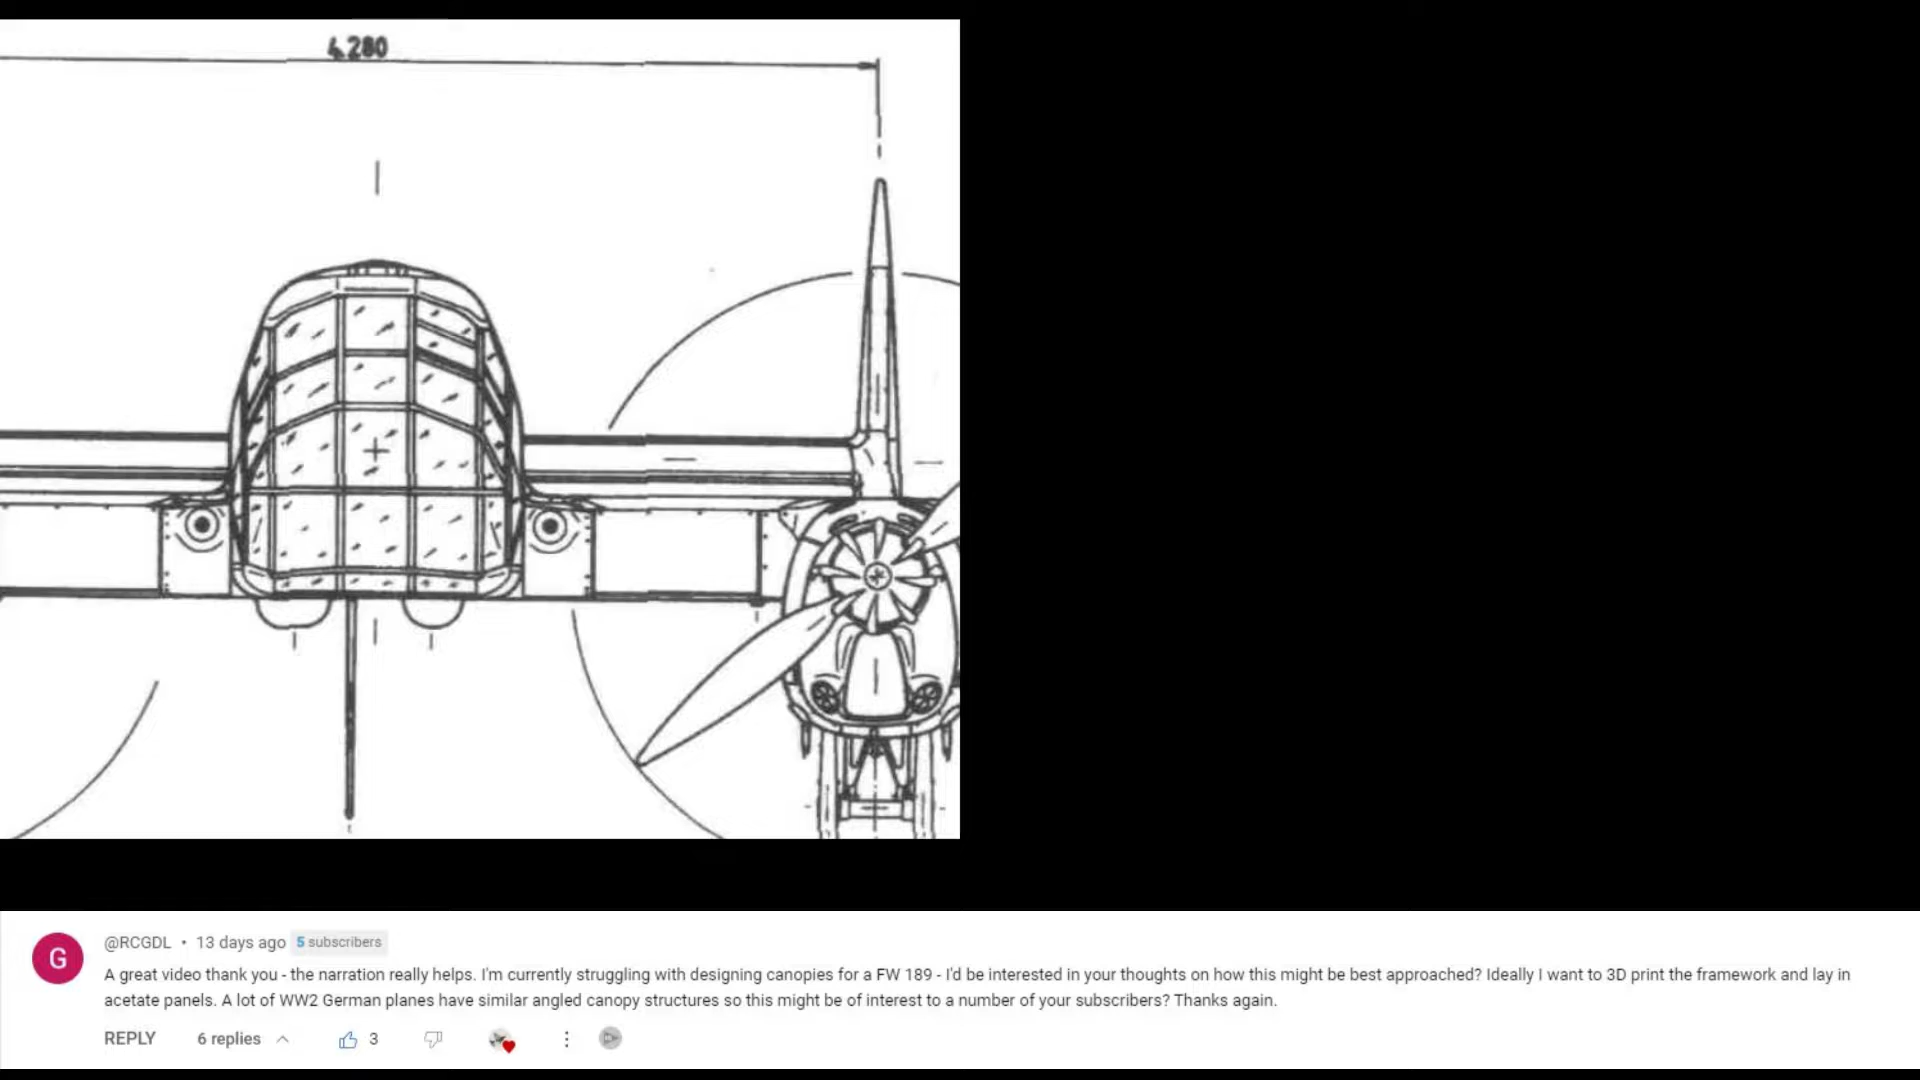 4.280
G
@RCGDL • 13 days ago 5 subscribers
A great video thank you - the narration really helps. I'm currently struggling with designing canopies for a FW 189 - I'd be interested in your thoughts on how this might be best approached? Ideally I want to 3D print the framework and lay in
acetate panels. A lot of WW2 German planes have similar angled canopy structures so this might be of interest to a number of your subscribers? Thanks again.
REPLY 6 replies 3